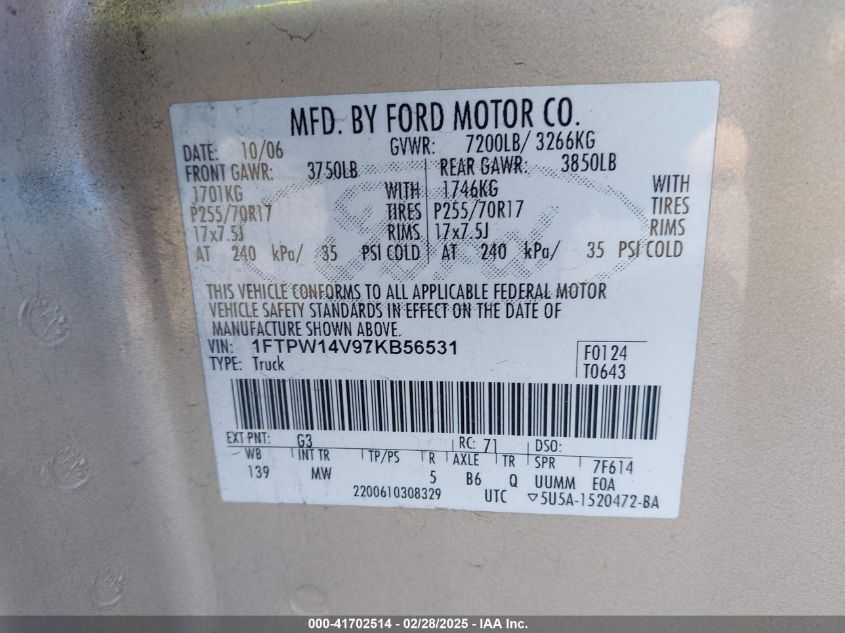 MFD. BY FORD MOTOR CO.
DATE: 10/06 GVWR: 7200LB/ 3266KG
FRONT GAWR: 3750LB REAR GAWR: 3850LB
1701KG WITH 1746KG WITH
P255/70R17 TIRES P255/70R17 TIRES
17x7.5J RIMS 17x7.5J RIMS
AT 240 kPa/ 35 PSI COLD AT 240 kPa/ 35 PSI COLD
THIS VEHICLE CONFORMS TO ALL APPLICABLE FEDERAL MOTOR
VEHICLE SAFETY STANDARDS IN EFFECT ON THE DATE OF
MANUFACTURE SHOWN ABOVE.
VIN: 1FTPW14V97KB56531 F0124
TYPE: Truck T0643
EXT PNT: G3 RC: 71 DSO:
WB INT TR TP/PS R AXLE TR SPR 7F614
139 MW 5 B6 Q UUMM E0A
2200610308329 UTC ▽5U5A-1520472-BA
000-41702514 - 02/28/2025 - IAA Inc.